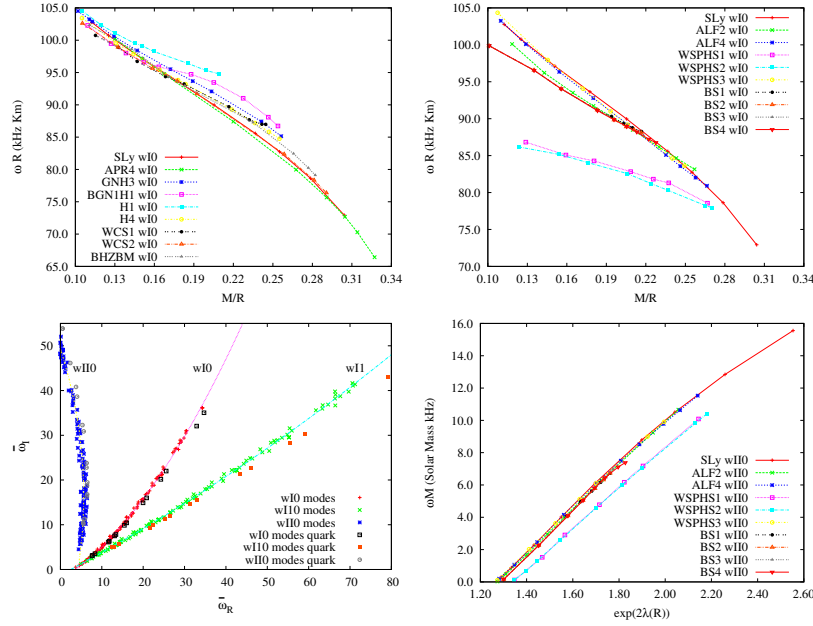 105.0
100.0
95.0
90.0
85.0
80.0
75.0
70.0
65.0
ω R (kHz Km)
SLy wI0
APR4 wI0
GNH3 wI0
BGN1H1 wI0
H1 wI0
H4 wI0
WCS1 wI0
WCS2 wI0
BHZBM wI0
0.10 0.13 0.16 0.19 0.22 0.25 0.28 0.31 0.34
M/R
105.0
100.0
95.0
90.0
85.0
80.0
75.0
70.0
ω R (kHz Km)
SLy wI0
ALF2 wI0
ALF4 wI0
WSPHS1 wI0
WSPHS2 wI0
WSPHS3 wI0
BS1 wI0
BS2 wI0
BS3 wI0
BS4 wI0
0.10 0.13 0.16 0.19 0.22 0.25 0.28 0.31 0.34
M/R
50
40
30
20
10
0
ω̄I
wII0
wI0
wI1
wI0 modes
wI10 modes
wII0 modes
wI0 modes quark
wI10 modes quark
wII0 modes quark
0 10 20 30 40 50 60 70 80
ω̄R
16.0
14.0
12.0
10.0
8.0
6.0
4.0
2.0
0.0
ωM (Solar Mass kHz)
SLy wII0
ALF2 wII0
ALF4 wII0
WSPHS1 wII0
WSPHS2 wII0
WSPHS3 wII0
BS1 wII0
BS2 wII0
BS3 wII0
BS4 wII0
1.20 1.40 1.60 1.80 2.00 2.20 2.40 2.60
exp(2λ(R))